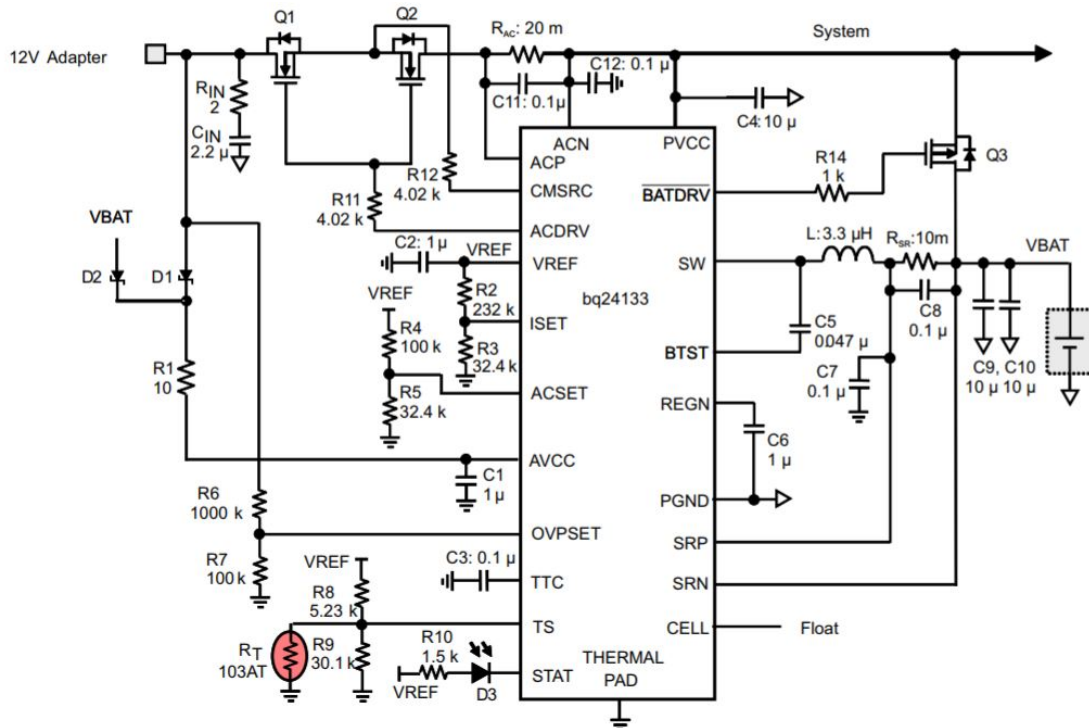 Q1
Q2
R_AC: 20 m
System
12V Adapter
C12: 0.1 µ
C11: 0.1µ
C4:10 µ
R_IN
2
C_IN
2.2 µ
ACN
PVCC
ACP
R12
4.02 k
CMSRC
R11
4.02 k
ACDRV
BATDRV
R14
1 k
Q3
VBAT
D2
D1
C2: 1µ
VREF
VREF
R2
232 k
VREF
R4
100 k
ISET
R3
32.4 k
bq24133
SW
L:3.3 µH
R_SR:10m
VBAT
C8
0.1 µ
C5
0.047 µ
BTST
C7
0.1 µ
C9, C10
10 µ 10 µ
R1
10
R5
32.4 k
ACSET
REGN
C6
1 µ
AVCC
C1
1 µ
PGND
R6
1000 k
OVPSET
SRP
R7
100 k
C3: 0.1 µ
TTC
SRN
VREF
R8
5.23 k
TS
CELL
Float
R_T
103AT
R9
30.1 k
R10
1.5 k
VREF
D3
STAT
THERMAL
PAD